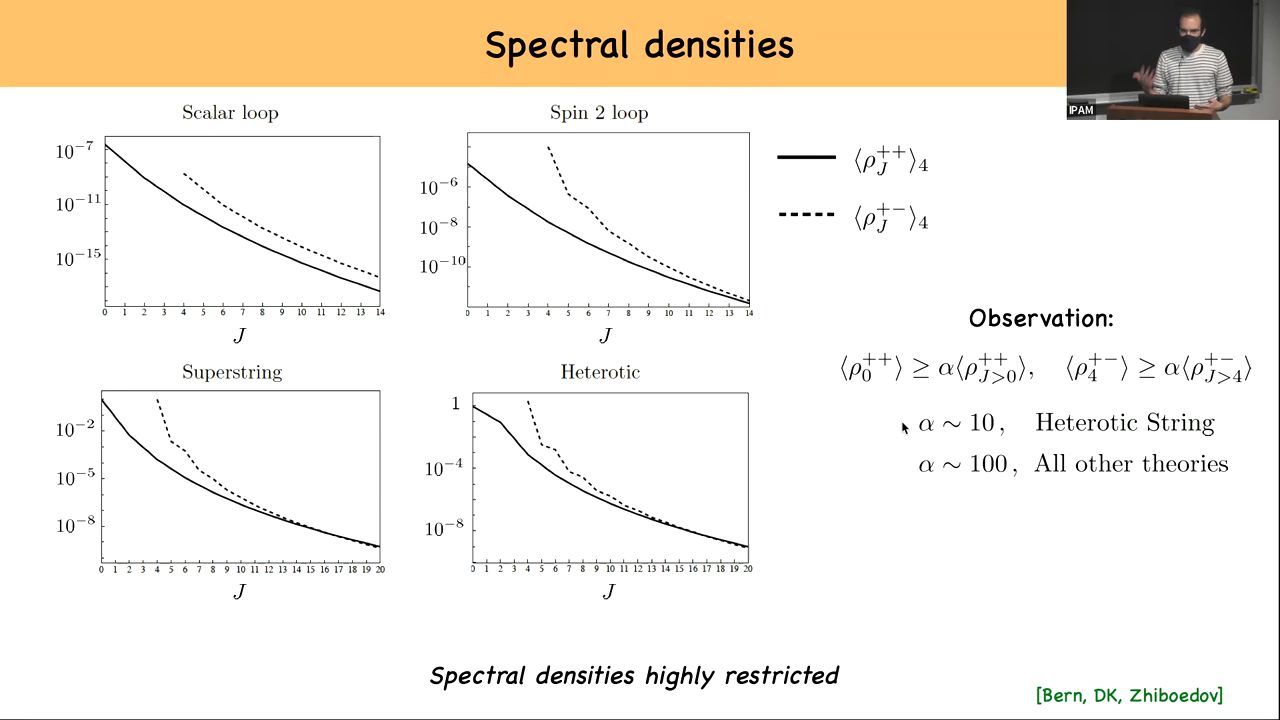 Spectral densities
IPAM
Scalar loop
10^{-7}
10^{-11}
10^{-15}
0 1 2 3 4 5 6 7 8 9 10 11 12 13 14
J
Spin 2 loop
10^{-6}
10^{-8}
10^{-10}
0 1 2 3 4 5 6 7 8 9 10 11 12 13 14
J
⟨ρ_J^{++}⟩_4
⟨ρ_J^{+-}⟩_4
Superstring
10^{-2}
10^{-5}
10^{-8}
0 1 2 3 4 5 6 7 8 9 10 11 12 13 14 15 16 17 18 19 20
J
Heterotic
1
10^{-4}
10^{-8}
0 1 2 3 4 5 6 7 8 9 10 11 12 13 14 15 16 17 18 19 20
J
Observation:
⟨ρ_0^{++}⟩ ≥ α⟨ρ_{J>0}^{++}⟩, ⟨ρ_4^{+-}⟩ ≥ α⟨ρ_{J>4}^{+-}⟩
α ∼ 10, Heterotic String
α ∼ 100, All other theories
Spectral densities highly restricted
[Bern, DK, Zhiboedov]